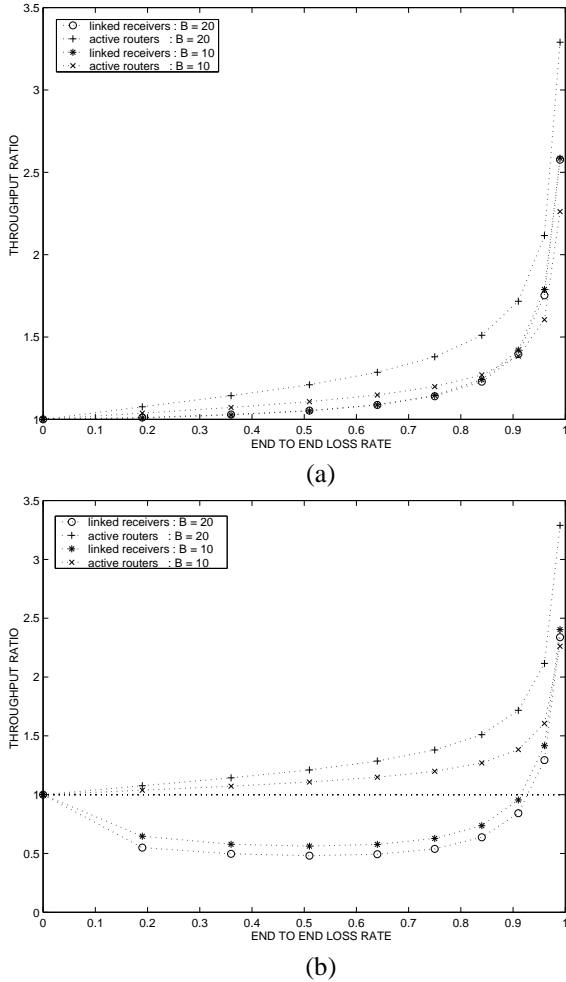 3.5
linked receivers : B = 20
active routers : B = 20
linked receivers : B = 10
active routers : B = 10
3
2.5
THROUGHPUT RATIO
2
1.5
1
0 0.1 0.2 0.3 0.4 0.5 0.6 0.7 0.8 0.9 1
END TO END LOSS RATE
(a)
3.5
linked receivers : B = 20
active routers : B = 20
linked receivers : B = 10
active routers : B = 10
3
2.5
THROUGHPUT RATIO
2
1.5
1
0.5
0
0 0.1 0.2 0.3 0.4 0.5 0.6 0.7 0.8 0.9 1
END TO END LOSS RATE
(b)